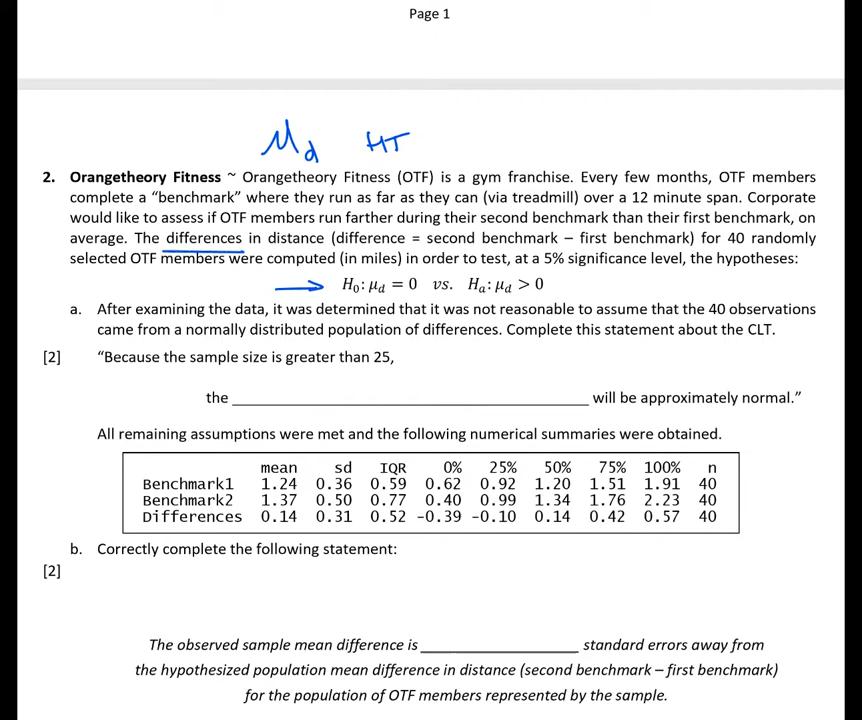 Page 1
μd HT
2. Orangetheory Fitness ~ Orangetheory Fitness (OTF) is a gym franchise. Every few months, OTF members
complete a “benchmark” where they run as far as they can (via treadmill) over a 12 minute span. Corporate
would like to assess if OTF members run farther during their second benchmark than their first benchmark, on
average. The differences in distance (difference = second benchmark – first benchmark) for 40 randomly
selected OTF members were computed (in miles) in order to test, at a 5% significance level, the hypotheses:
H₀: μd = 0 vs. Hₐ: μd > 0
a. After examining the data, it was determined that it was not reasonable to assume that the 40 observations
came from a normally distributed population of differences. Complete this statement about the CLT.
[2] “Because the sample size is greater than 25,
the ________________________________________ will be approximately normal.”
All remaining assumptions were met and the following numerical summaries were obtained.
mean sd IQR 0% 25% 50% 75% 100% n
Benchmark1 1.24 0.36 0.59 0.62 0.92 1.20 1.51 1.91 40
Benchmark2 1.37 0.50 0.77 0.40 0.99 1.34 1.76 2.23 40
Differences 0.14 0.31 0.52 -0.39 -0.10 0.14 0.42 0.57 40
b. Correctly complete the following statement:
[2]
The observed sample mean difference is __________________ standard errors away from
the hypothesized population mean difference in distance (second benchmark – first benchmark)
for the population of OTF members represented by the sample.